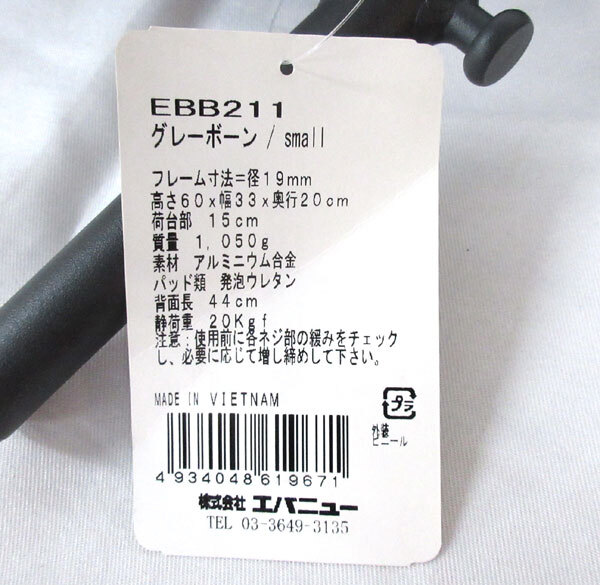 EBB211
グレーボーン / small
フレーム寸法=径19mm
高さ60x幅33x奥行20cm
荷台部 15cm
質量 1,050g
素材 アルミニウム合金
パッド類 発泡ウレタン
背面長 44cm
静荷重 20Kgf
注意:使用前に各ネジ部の緩みをチェック
し、必要に応じて増し締めして下さい。
MADE IN VIETNAM
プラ
外装
ビニール
4934048619671
株式会社 エバニュー
TEL 03-3649-3135